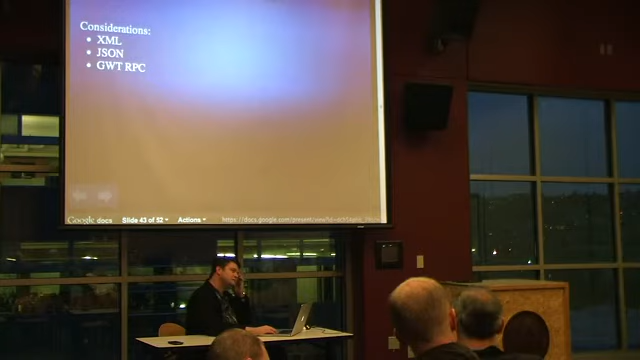 Considerations:
• XML
• JSON
• GWT RPC
Google docs Slide 43 of 52 Actions